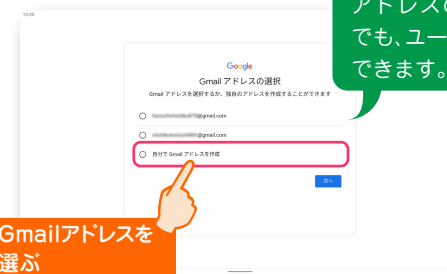 アドレスの
でも、ユー
できます。
Google
Gmail アドレスの選択
Gmail アドレスを選択するか、独自のアドレスを作成することができます
@gmail.com
@gmail.com
自分で Gmail アドレスを作成
次へ
Gmailアドレスを
選ぶ